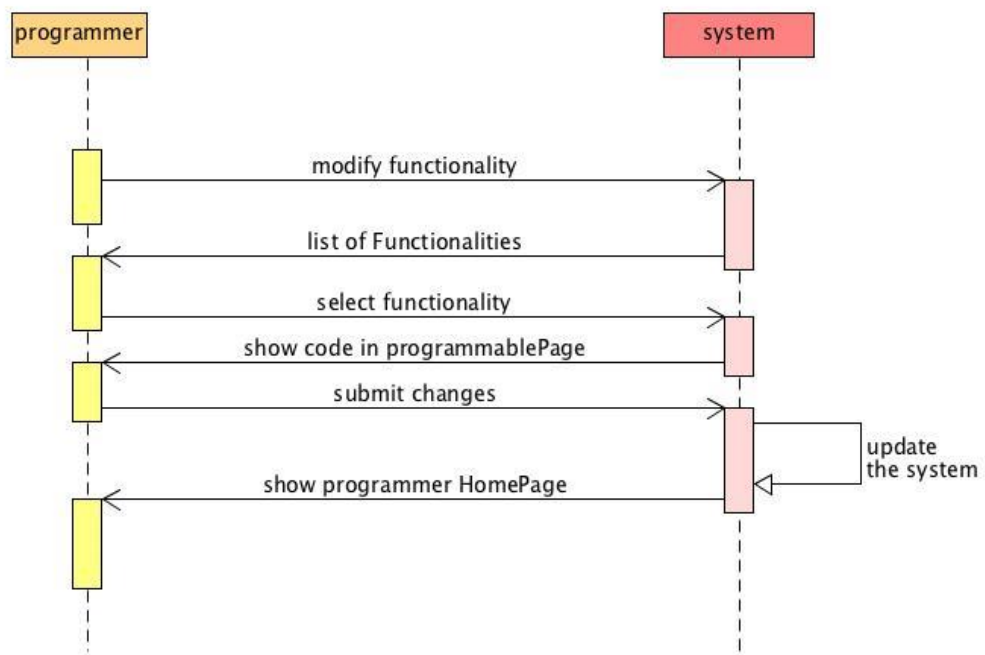 programmer
system
modify functionality
list of Functionalities
select functionality
show code in programmablePage
submit changes
update
the system
show programmer HomePage